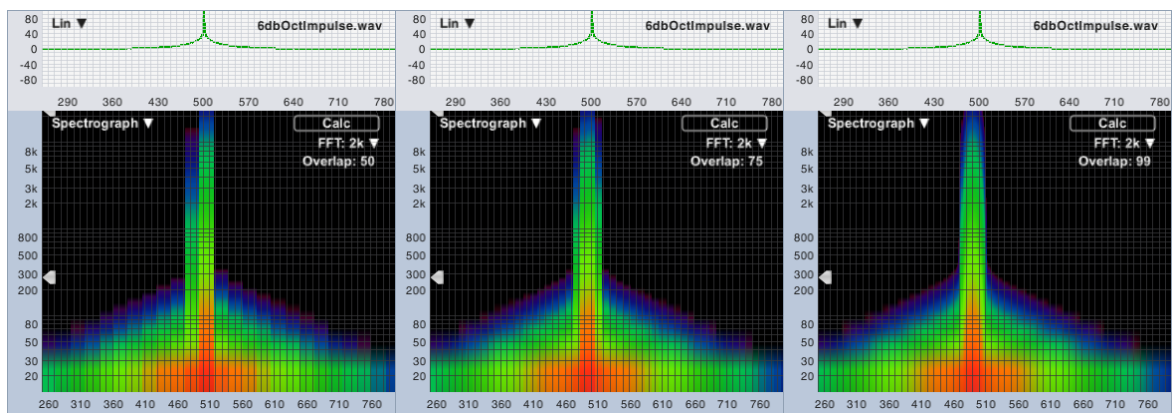 80 Lin ▼ 6dbOctImpulse.wav
40
0
-40
-80
290 360 430 500 570 640 710 780
Spectrograph ▼ Calc
FFT: 2k ▼
8k Overlap: 50
5k
3k
2k
800
500
300
200
80
50
30
20
260 310 360 410 460 510 560 610 660 710 760
80 Lin ▼ 6dbOctImpulse.wav
40
0
-40
-80
290 360 430 500 570 640 710 780
Spectrograph ▼ Calc
FFT: 2k ▼
8k Overlap: 75
5k
3k
2k
800
500
300
200
80
50
30
20
260 310 360 410 460 510 560 610 660 710 760
80 Lin ▼ 6dbOctImpulse.wav
40
0
-40
-80
290 360 430 500 570 640 710 780
Spectrograph ▼ Calc
FFT: 2k ▼
8k Overlap: 99
5k
3k
2k
800
500
300
200
80
50
30
20
260 310 360 410 460 510 560 610 660 710 760